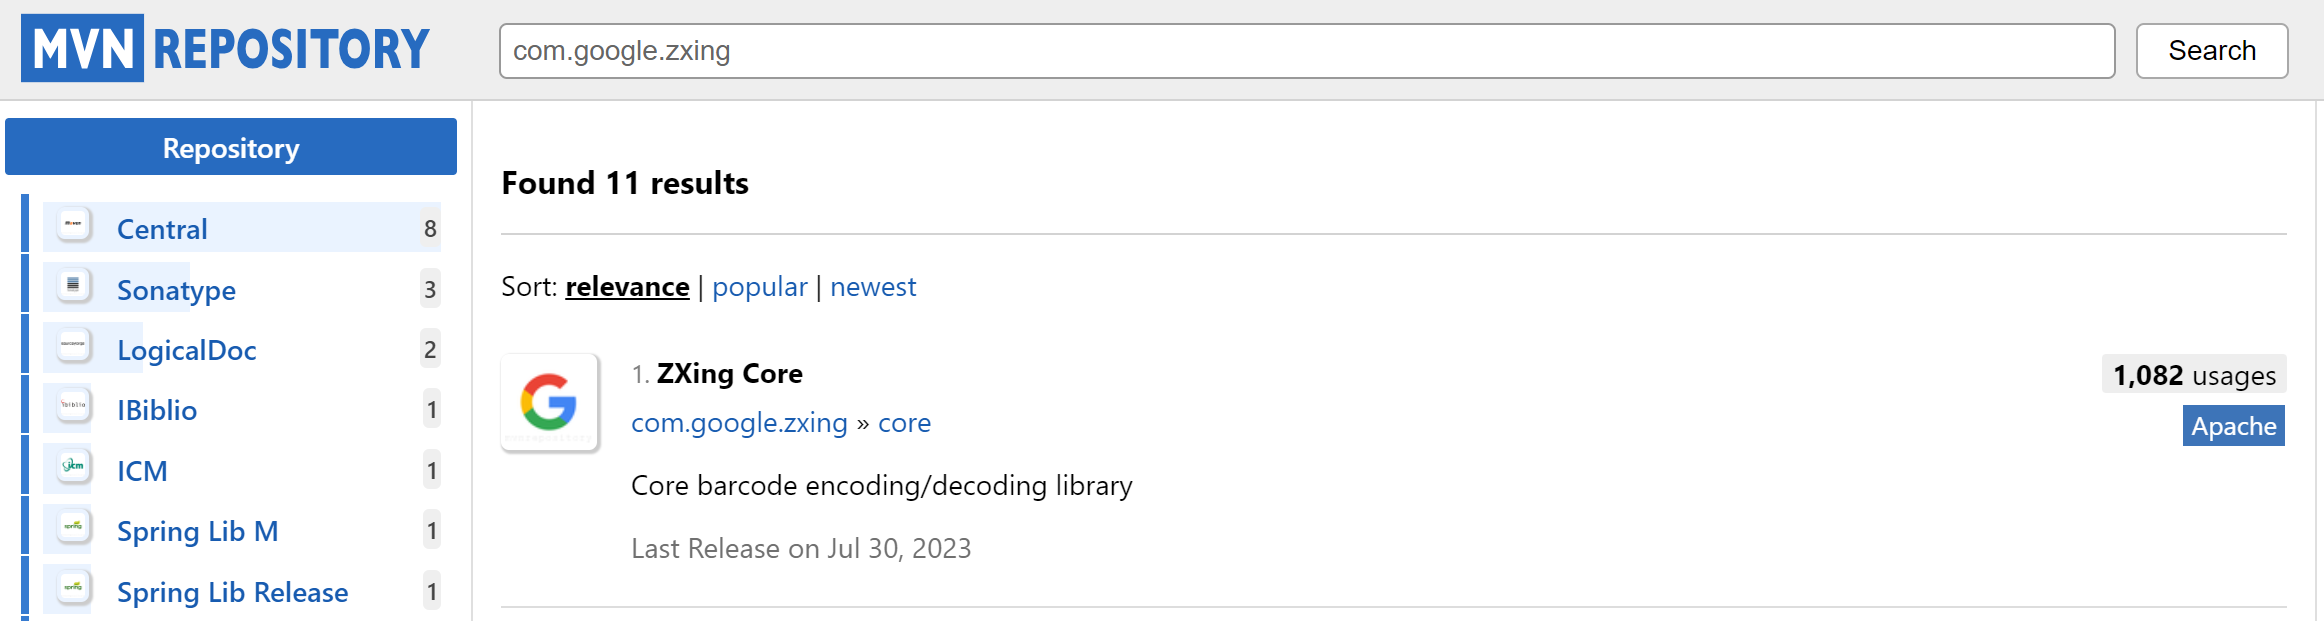 MVN REPOSITORY
com.google.zxing
Search
Repository
Central 8
Sonatype 3
LogicalDoc 2
IBiblio 1
ICM 1
Spring Lib M 1
Spring Lib Release 1
Found 11 results
Sort: relevance | popular | newest
1. ZXing Core
1,082 usages
com.google.zxing » core
Apache
Core barcode encoding/decoding library
Last Release on Jul 30, 2023